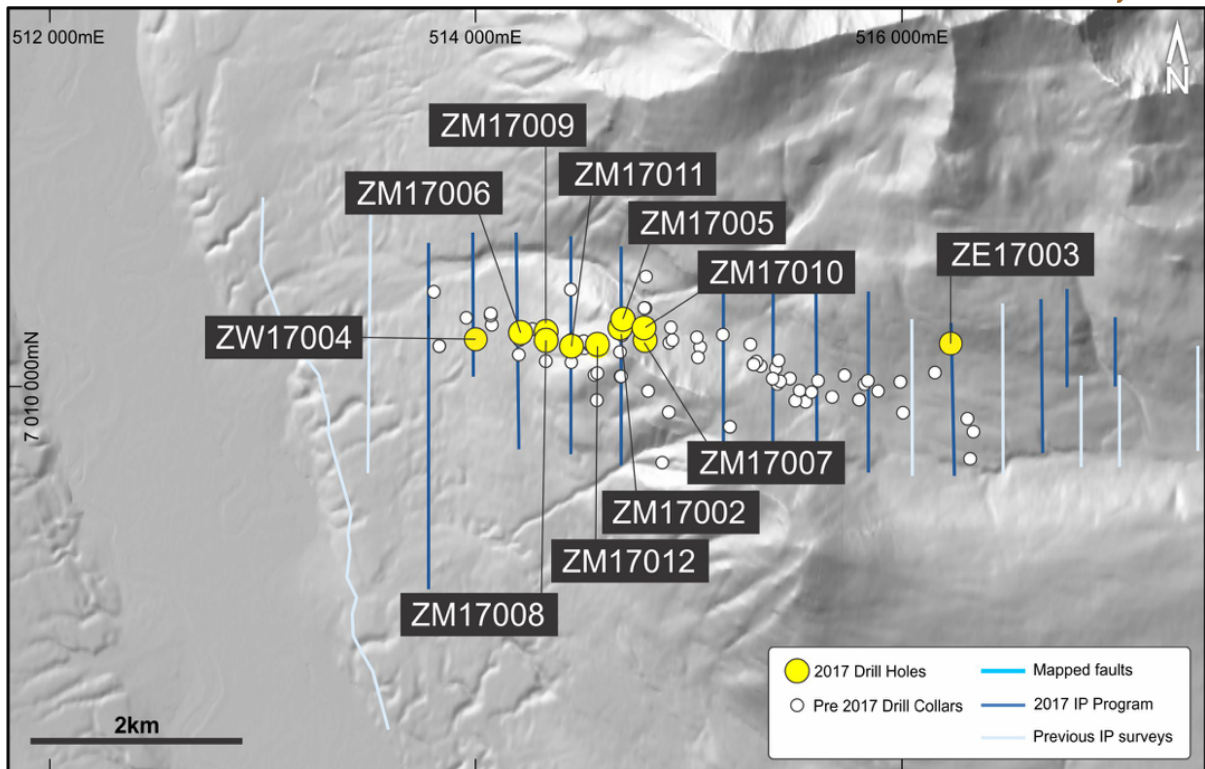 512 000mE
514 000mE
516 000mE
N
ZM17009
ZM17011
ZM17006
ZM17005
ZE17003
ZM17010
ZW17004
7 010 000mN
ZM17007
ZM17002
ZM17012
ZM17008
2km
2017 Drill Holes
Pre 2017 Drill Collars
Mapped faults
2017 IP Program
Previous IP surveys